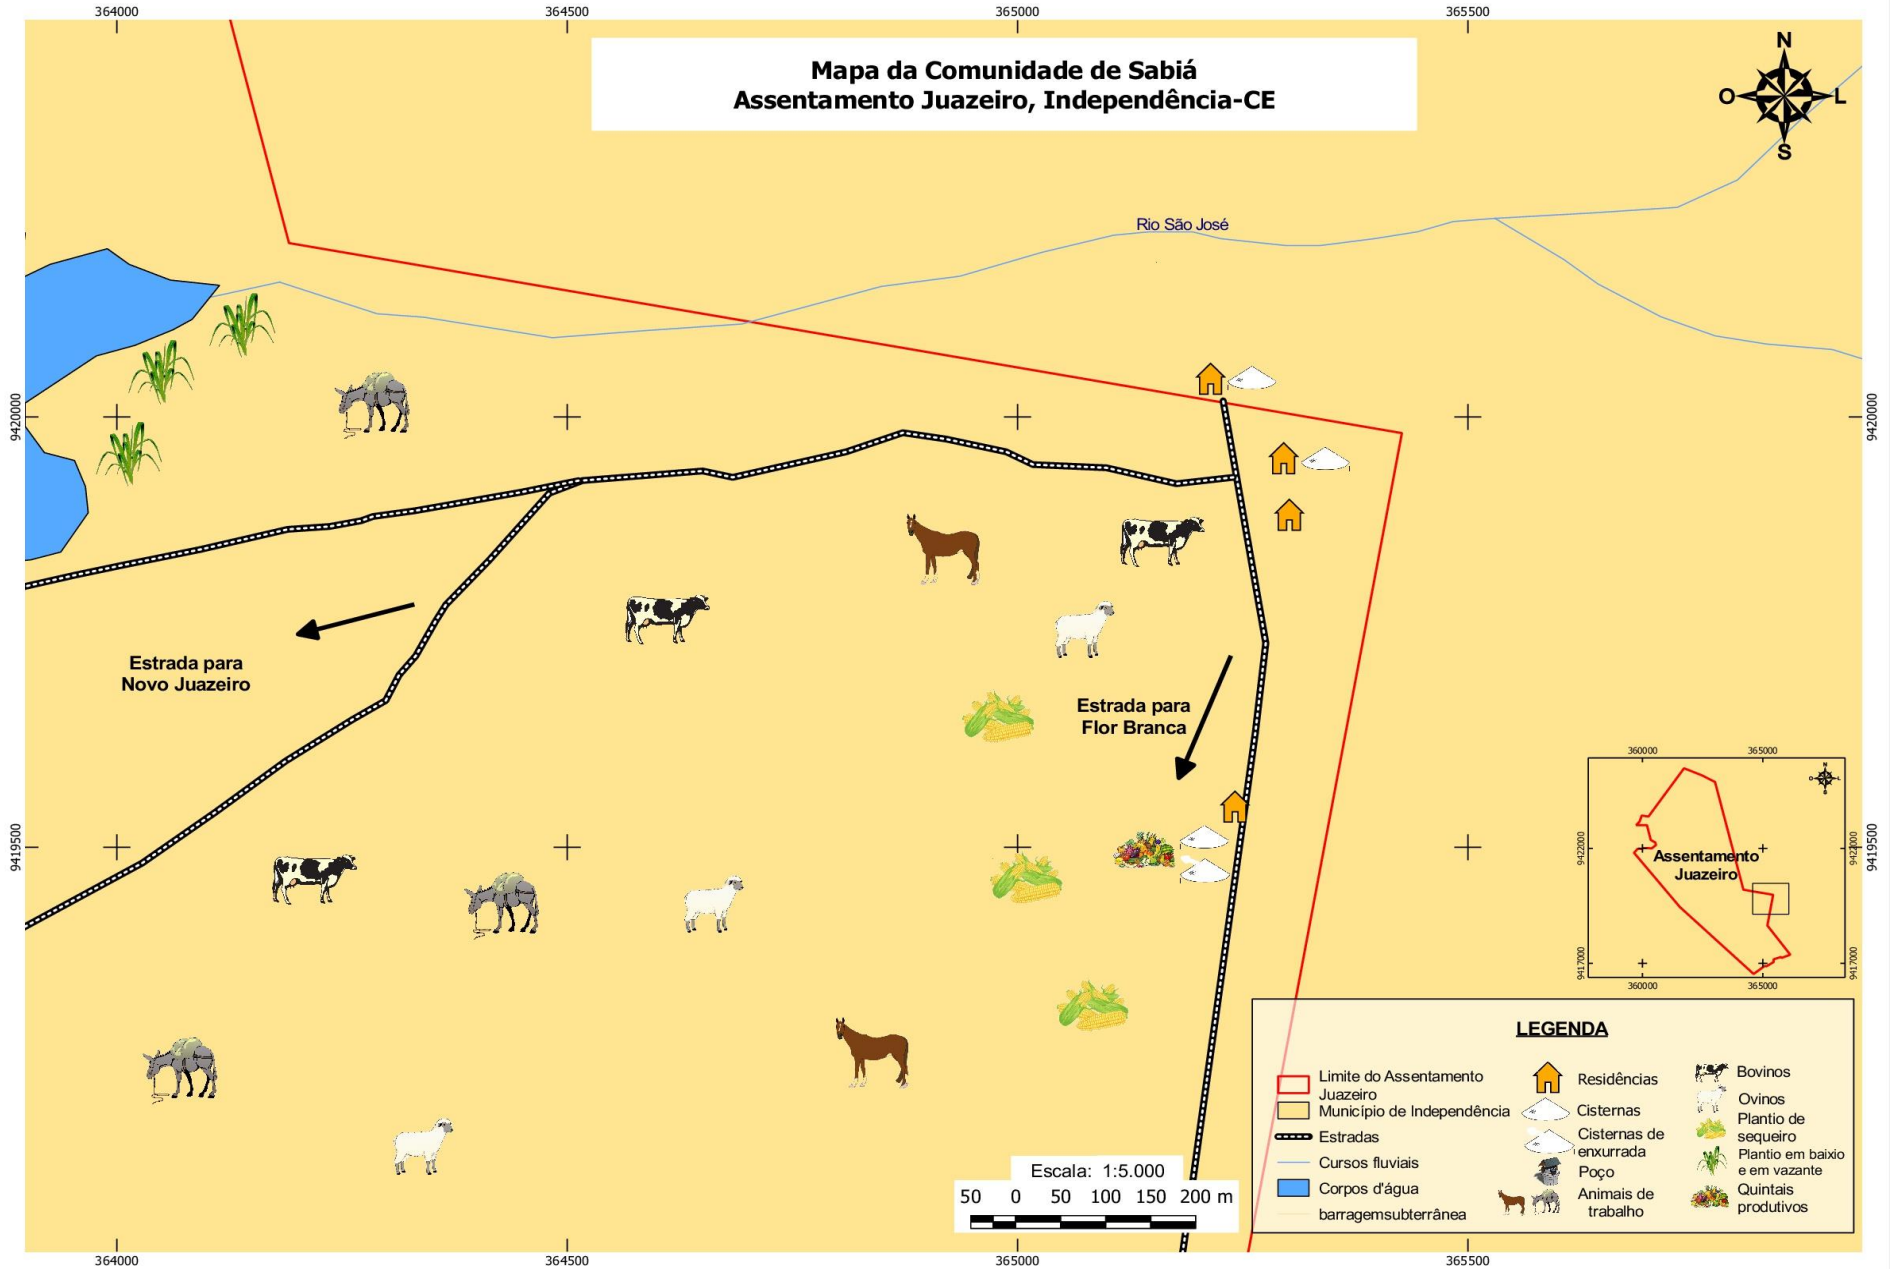 364000
364500
365000
365500
Mapa da Comunidade de Sabiá
Assentamento Juazeiro, Independência-CE
N
O
L
S
Rio São José
9420000
9420000
Estrada para
Novo Juazeiro
Estrada para
Flor Branca
9419500
9419500
360000
365000
N
O
L
S
9422000
9422000
Assentamento
Juazeiro
9417000
9417000
360000
365000
LEGENDA
Limite do Assentamento
Juazeiro
Município de Independência
Estradas
Cursos fluviais
Corpos d'água
barragemsubterrânea
Residências
Cisternas
Cisternas de
enxurrada
Poço
Animais de
trabalho
Bovinos
Ovinos
Plantio de
sequeiro
Plantio em baixio
e em vazante
Quintais
produtivos
Escala: 1:5.000
50 0 50 100 150 200 m
364000
364500
365000
365500